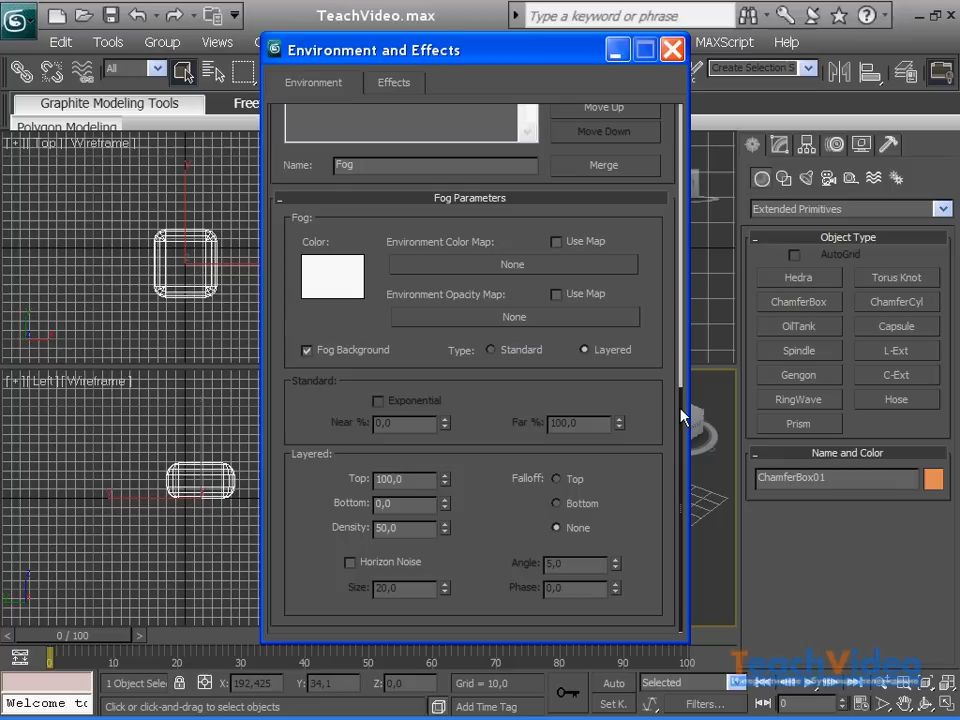 TeachVideo.max
Type a keyword or phrase
Edit Tools Group Views MAXScript Help
Environment and Effects
All
Create Selection S
Environment Effects
Graphite Modeling Tools Free
Polygon Modeling
[ + ] Top [ Wireframe ]
Move Up
Move Down
Name: Fog Merge
Extended Primitives
- Fog Parameters
Fog:
Color: Environment Color Map: Use Map
None
Environment Opacity Map: Use Map
None
Fog Background Type: Standard Layered
Standard:
Exponential
Near %: 0,0 Far %: 100,0
Layered:
Top: 100,0 Falloff: Top
Bottom: 0,0 Bottom
Density: 50,0 None
Horizon Noise Angle: 5,0
Size: 20,0 Phase: 0,0
[ + ] Left [ Wireframe ]
- Object Type
AutoGrid
Hedra Torus Knot
ChamferBox ChamferCyl
OilTank Capsule
Spindle L-Ext
Gengon C-Ext
RingWave Hose
Prism
- Name and Color
ChamferBox01
< 0 / 100 >
0 10 20 30 40 50 60 70 80 90 100
TeachVideo
1 Object Sele X: 192,425 Y: 34,1 Z: 0,0 Grid = 10,0 Auto Selected
Welcome to Click or click-and-drag to select objects Add Time Tag Set K. Filters... 0